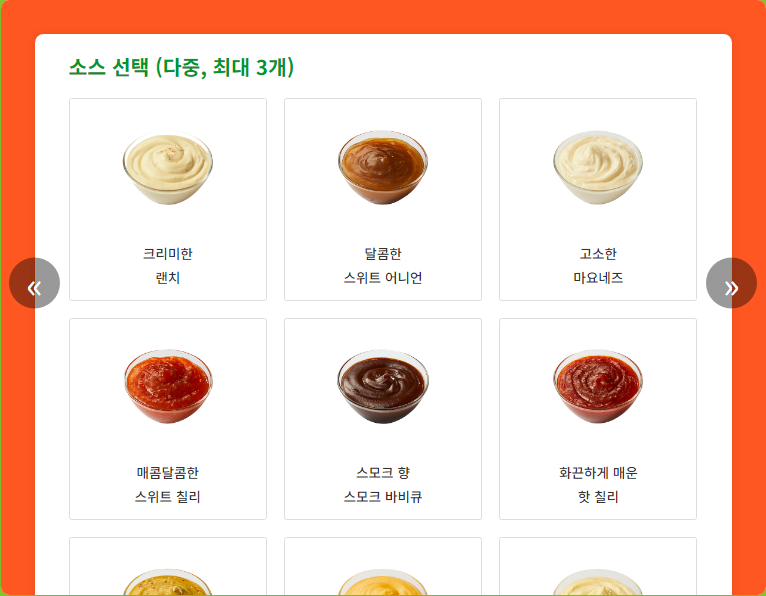 소스 선택 (다중, 최대 3개)
크리미한
랜치
달콤한
스위트 어니언
고소한
마요네즈
«
»
매콤달콤한
스위트 칠리
스모크 향
스모크 바비큐
화끈하게 매운
핫 칠리